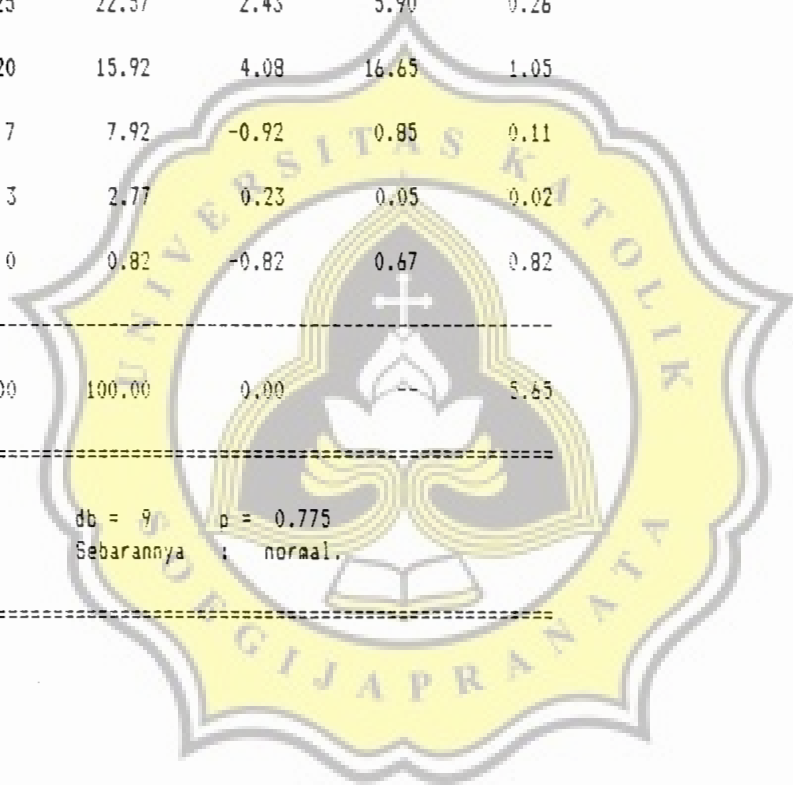 25 22.57 2.43 5.90 0.26
20 15.92 4.08 16.65 1.05
7 7.92 -0.92 0.85 0.11
3 2.77 0.23 0.05 0.02
0 0.82 -0.82 0.67 0.82
00 100.00 0.00 -- 5.65
db = 9 p = 0.775
Sebarannya : normal.
UNIVERSITAS KATOLIK
SOEGIJAPRANATA